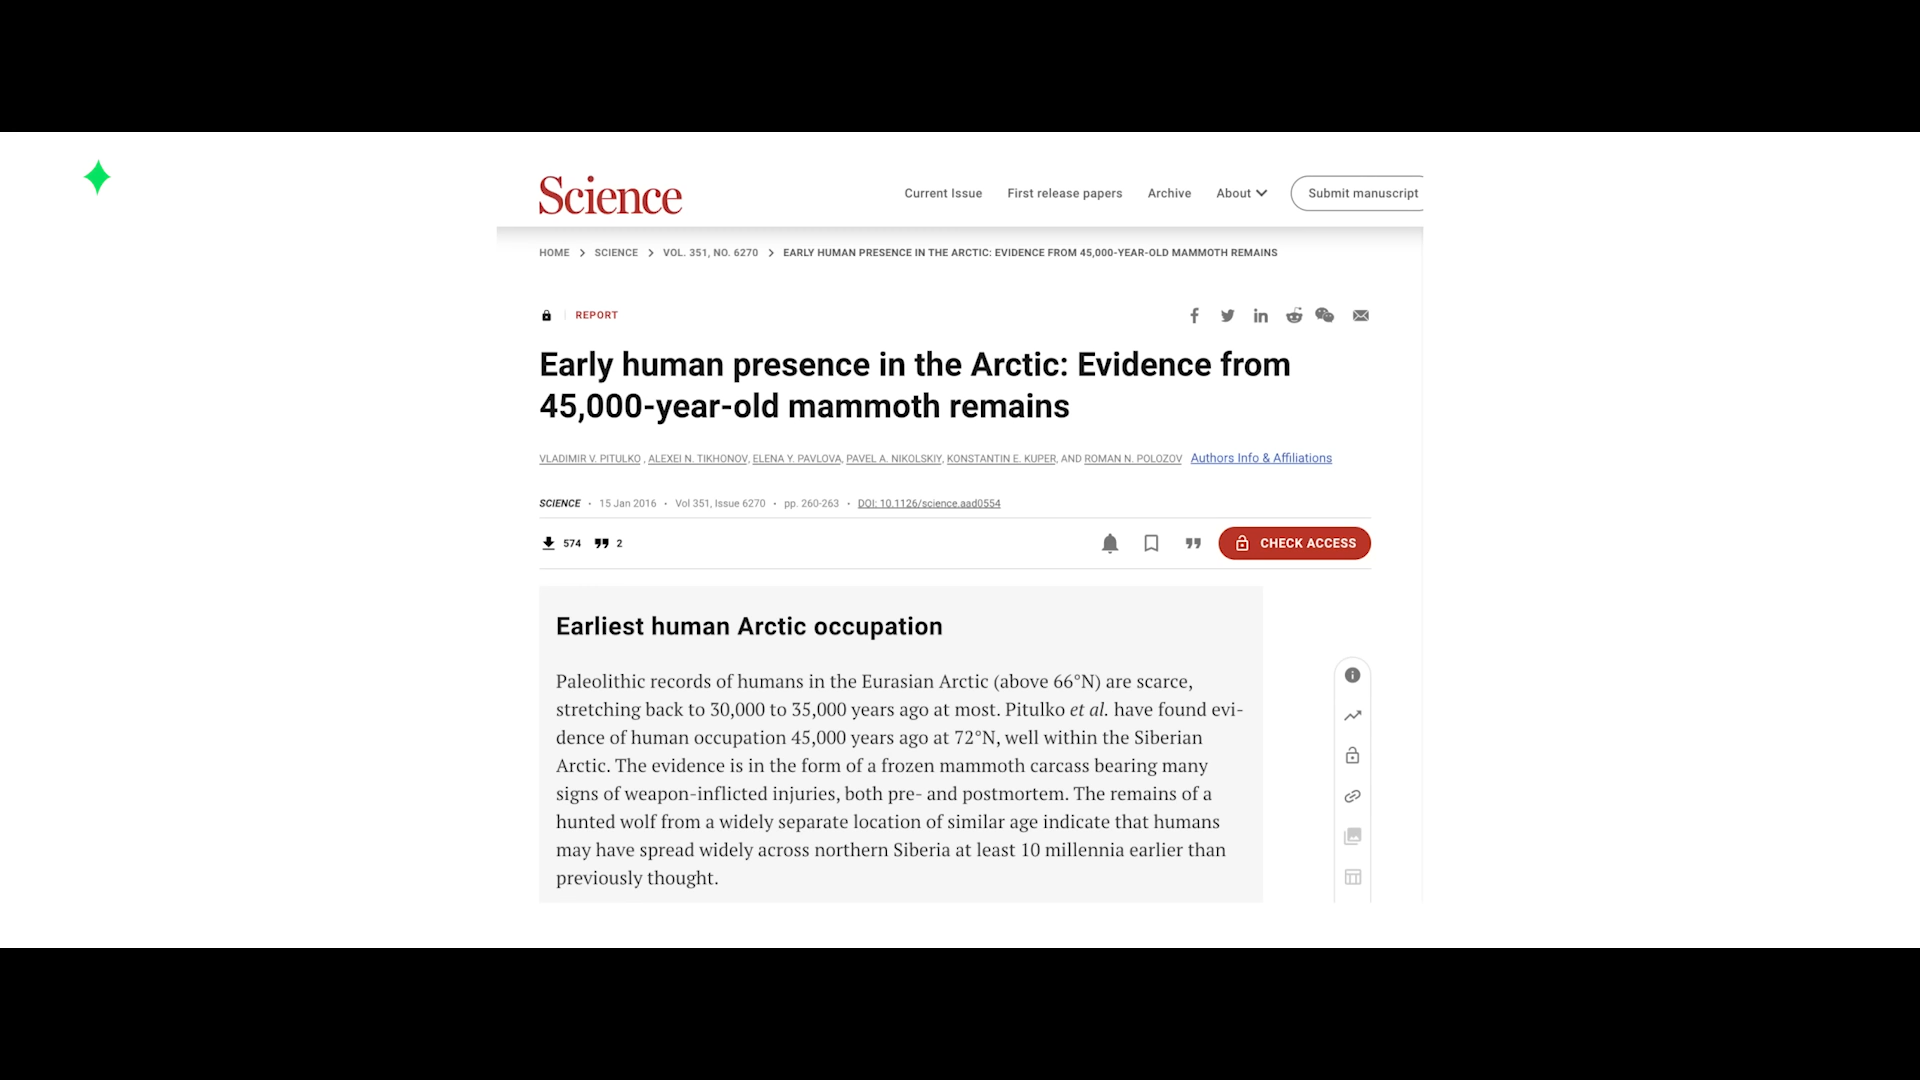 Science
Current Issue First release papers Archive About Submit manuscript
HOME > SCIENCE > VOL. 351, NO. 6270 > EARLY HUMAN PRESENCE IN THE ARCTIC: EVIDENCE FROM 45,000-YEAR-OLD MAMMOTH REMAINS
REPORT
Early human presence in the Arctic: Evidence from
45,000-year-old mammoth remains
VLADIMIR V. PITULKO , ALEXEI N. TIKHONOV, ELENA Y. PAVLOVA, PAVEL A. NIKOLSKIY, KONSTANTIN E. KUPER, AND ROMAN N. POLOZOV Authors Info & Affiliations
SCIENCE • 15 Jan 2016 • Vol 351, Issue 6270 • pp. 260-263 • DOI: 10.1126/science.aad0554
574 2
CHECK ACCESS
Earliest human Arctic occupation
Paleolithic records of humans in the Eurasian Arctic (above 66°N) are scarce,
stretching back to 30,000 to 35,000 years ago at most. Pitulko et al. have found evi-
dence of human occupation 45,000 years ago at 72°N, well within the Siberian
Arctic. The evidence is in the form of a frozen mammoth carcass bearing many
signs of weapon-inflicted injuries, both pre- and postmortem. The remains of a
hunted wolf from a widely separate location of similar age indicate that humans
may have spread widely across northern Siberia at least 10 millennia earlier than
previously thought.